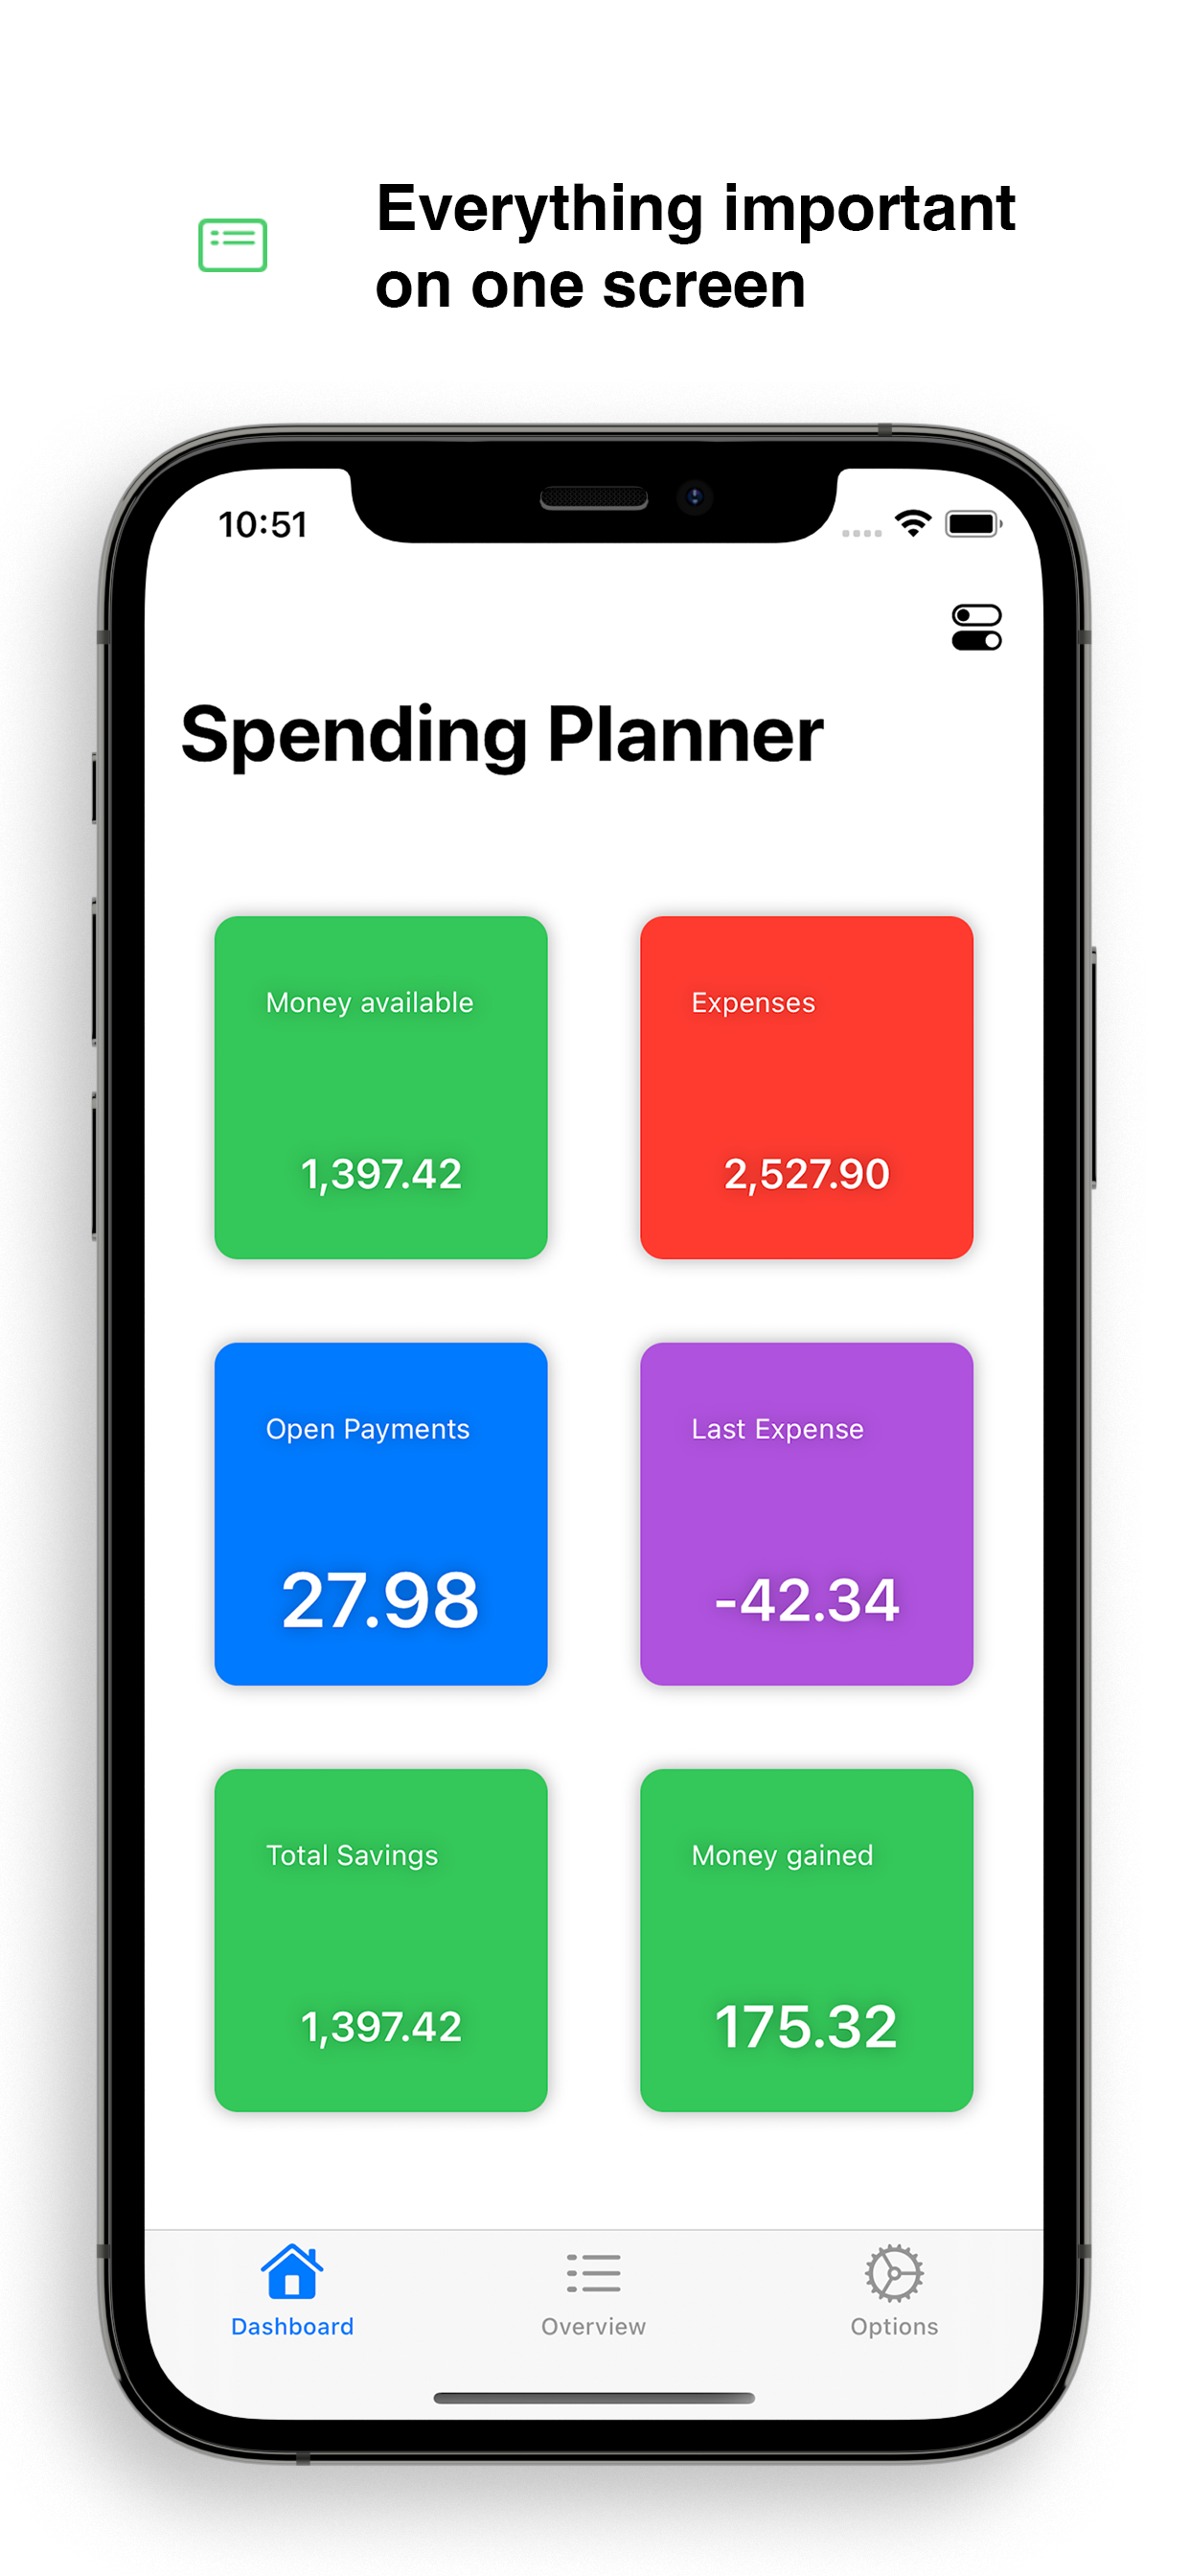 Everything important
on one screen
10:51
Spending Planner
Money available
1,397.42
Expenses
2,527.90
Open Payments
27.98
Last Expense
-42.34
Total Savings
1,397.42
Money gained
175.32
Dashboard
Overview
Options